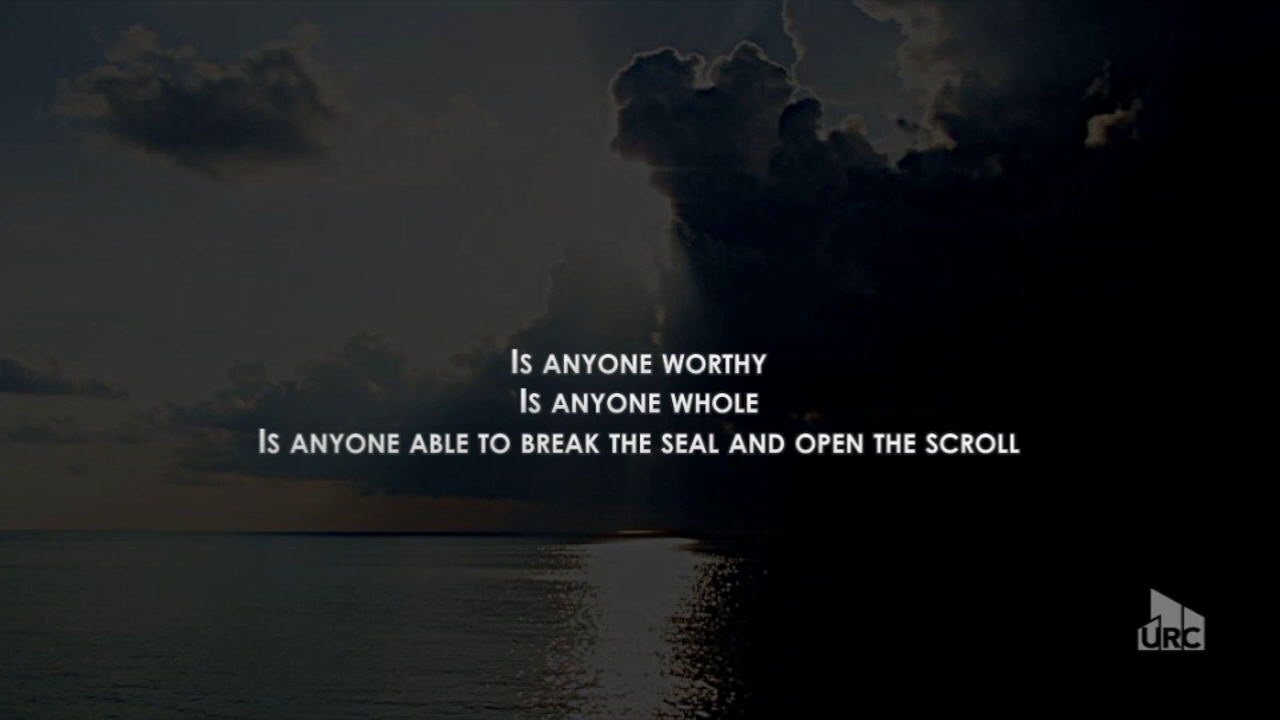 Is anyone worthy
Is anyone whole
Is anyone able to break the seal and open the scroll
URC